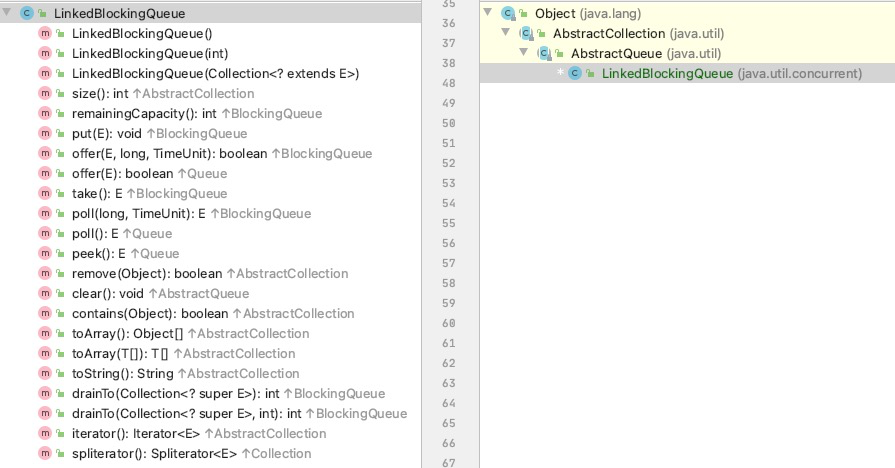 LinkedBlockingQueue
LinkedBlockingQueue()
LinkedBlockingQueue(int)
LinkedBlockingQueue(Collection<? extends E>)
size(): int ↑AbstractCollection
remainingCapacity(): int ↑BlockingQueue
put(E): void ↑BlockingQueue
offer(E, long, TimeUnit): boolean ↑BlockingQueue
offer(E): boolean ↑Queue
take(): E ↑BlockingQueue
poll(long, TimeUnit): E ↑BlockingQueue
poll(): E ↑Queue
peek(): E ↑Queue
remove(Object): boolean ↑AbstractCollection
clear(): void ↑AbstractQueue
contains(Object): boolean ↑AbstractCollection
toArray(): Object[] ↑AbstractCollection
toArray(T[]): T[] ↑AbstractCollection
toString(): String ↑AbstractCollection
drainTo(Collection<? super E>): int ↑BlockingQueue
drainTo(Collection<? super E>, int): int ↑BlockingQueue
iterator(): Iterator<E> ↑AbstractCollection
spliterator(): Spliterator<E> ↑Collection
35
36
37
38
48
49
50
51
52
53
54
55
56
57
58
59
60
61
62
63
64
65
66
67
Object (java.lang)
AbstractCollection (java.util)
AbstractQueue (java.util)
* LinkedBlockingQueue (java.util.concurrent)